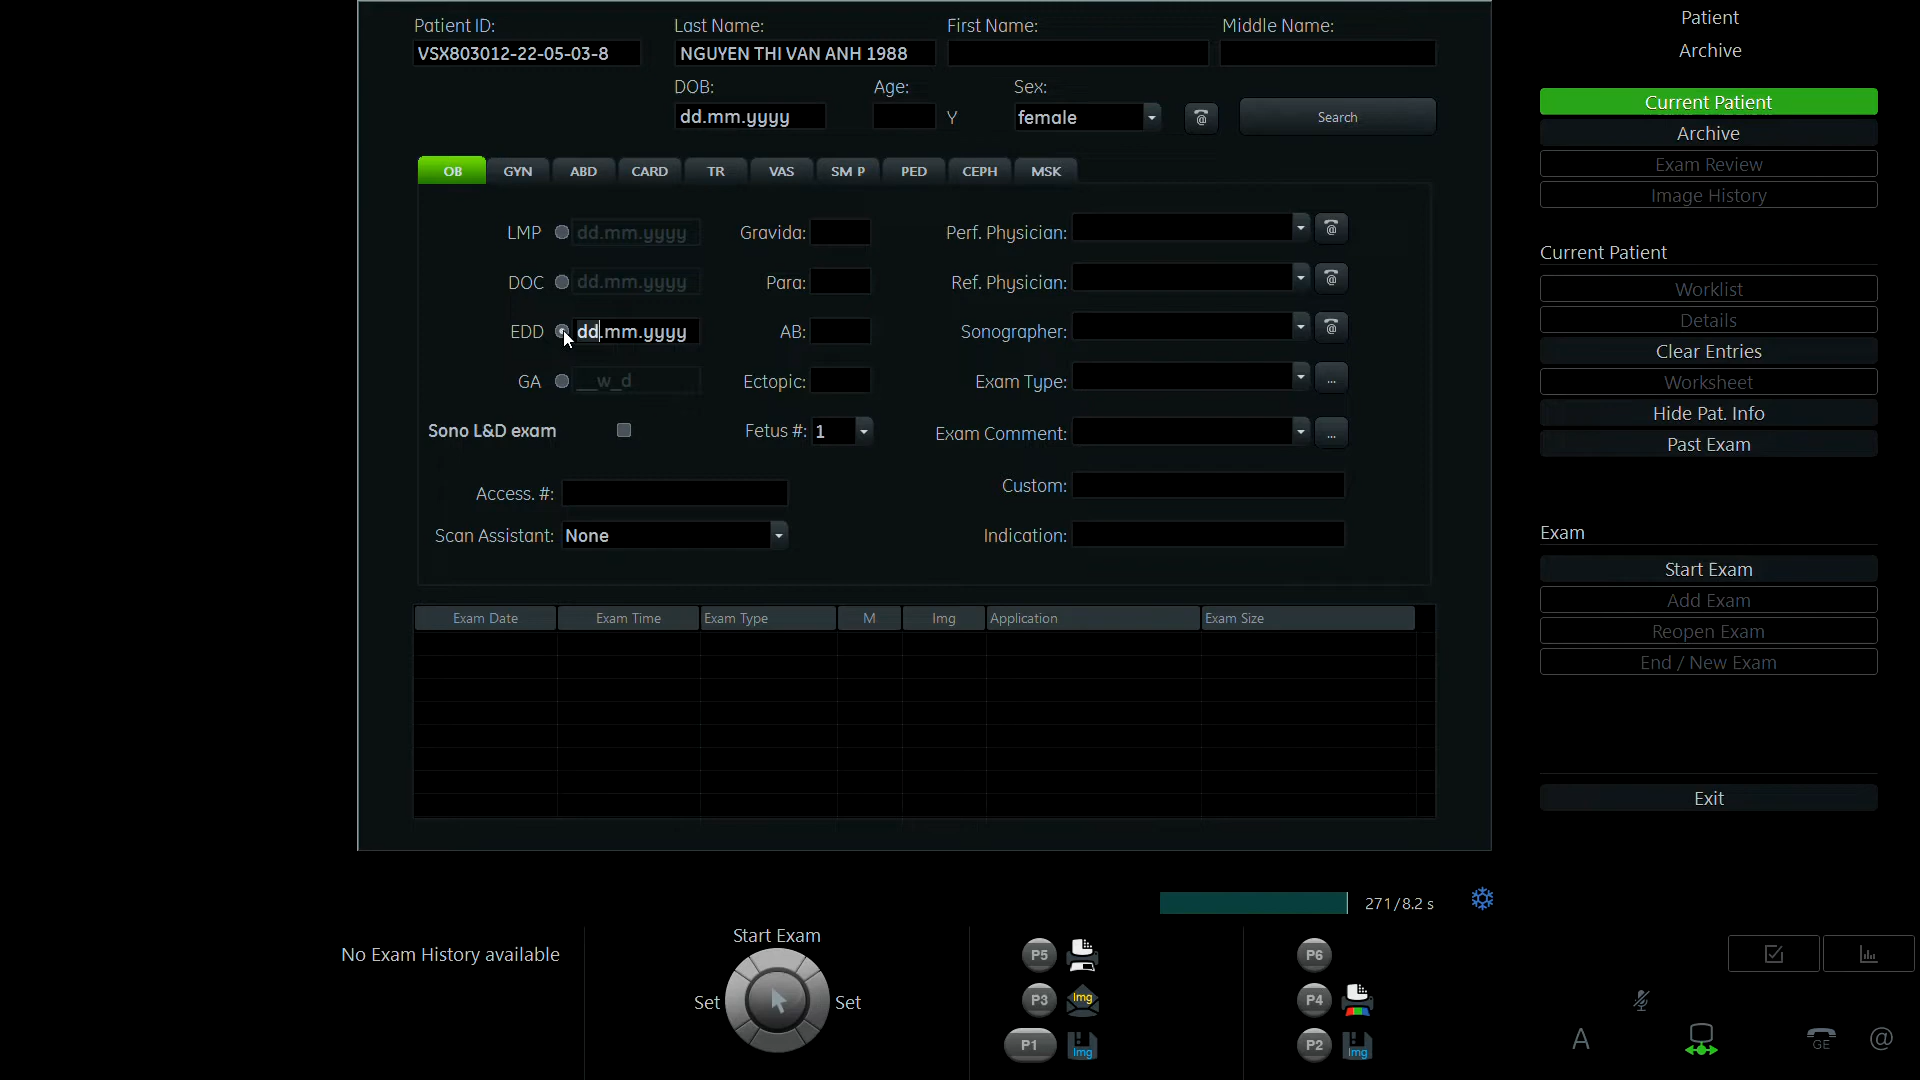 Patient ID: Last Name: First Name: Middle Name:
VSX803012-22-05-03-8 NGUYEN THI VAN ANH 1988
DOB: Age: Sex:
dd.mm.yyyy Y female @ Search
OB GYN ABD CARD TR VAS SM P PED CEPH MSK
LMP dd.mm.yyyy Gravida: Perf. Physician: @
DOC dd.mm.yyyy Para: Ref. Physician: @
EDD dd.mm.yyyy AB: Sonographer: @
GA __w_d Ectopic: Exam Type: ...
Sono L&D exam Fetus #: 1 Exam Comment: ...
Access. #: Custom:
Scan Assistant: None Indication:
Exam Date Exam Time Exam Type M Img Application Exam Size
271/8.2 s
Patient
Archive
Current Patient
Archive
Exam Review
Image History
Current Patient
Worklist
Details
Clear Entries
Worksheet
Hide Pat. Info
Past Exam
Exam
Start Exam
Add Exam
Reopen Exam
End / New Exam
Exit
No Exam History available
Start Exam
Set Set
P5 P6
P3 Img P4
P1 Img P2 Img
A GE @